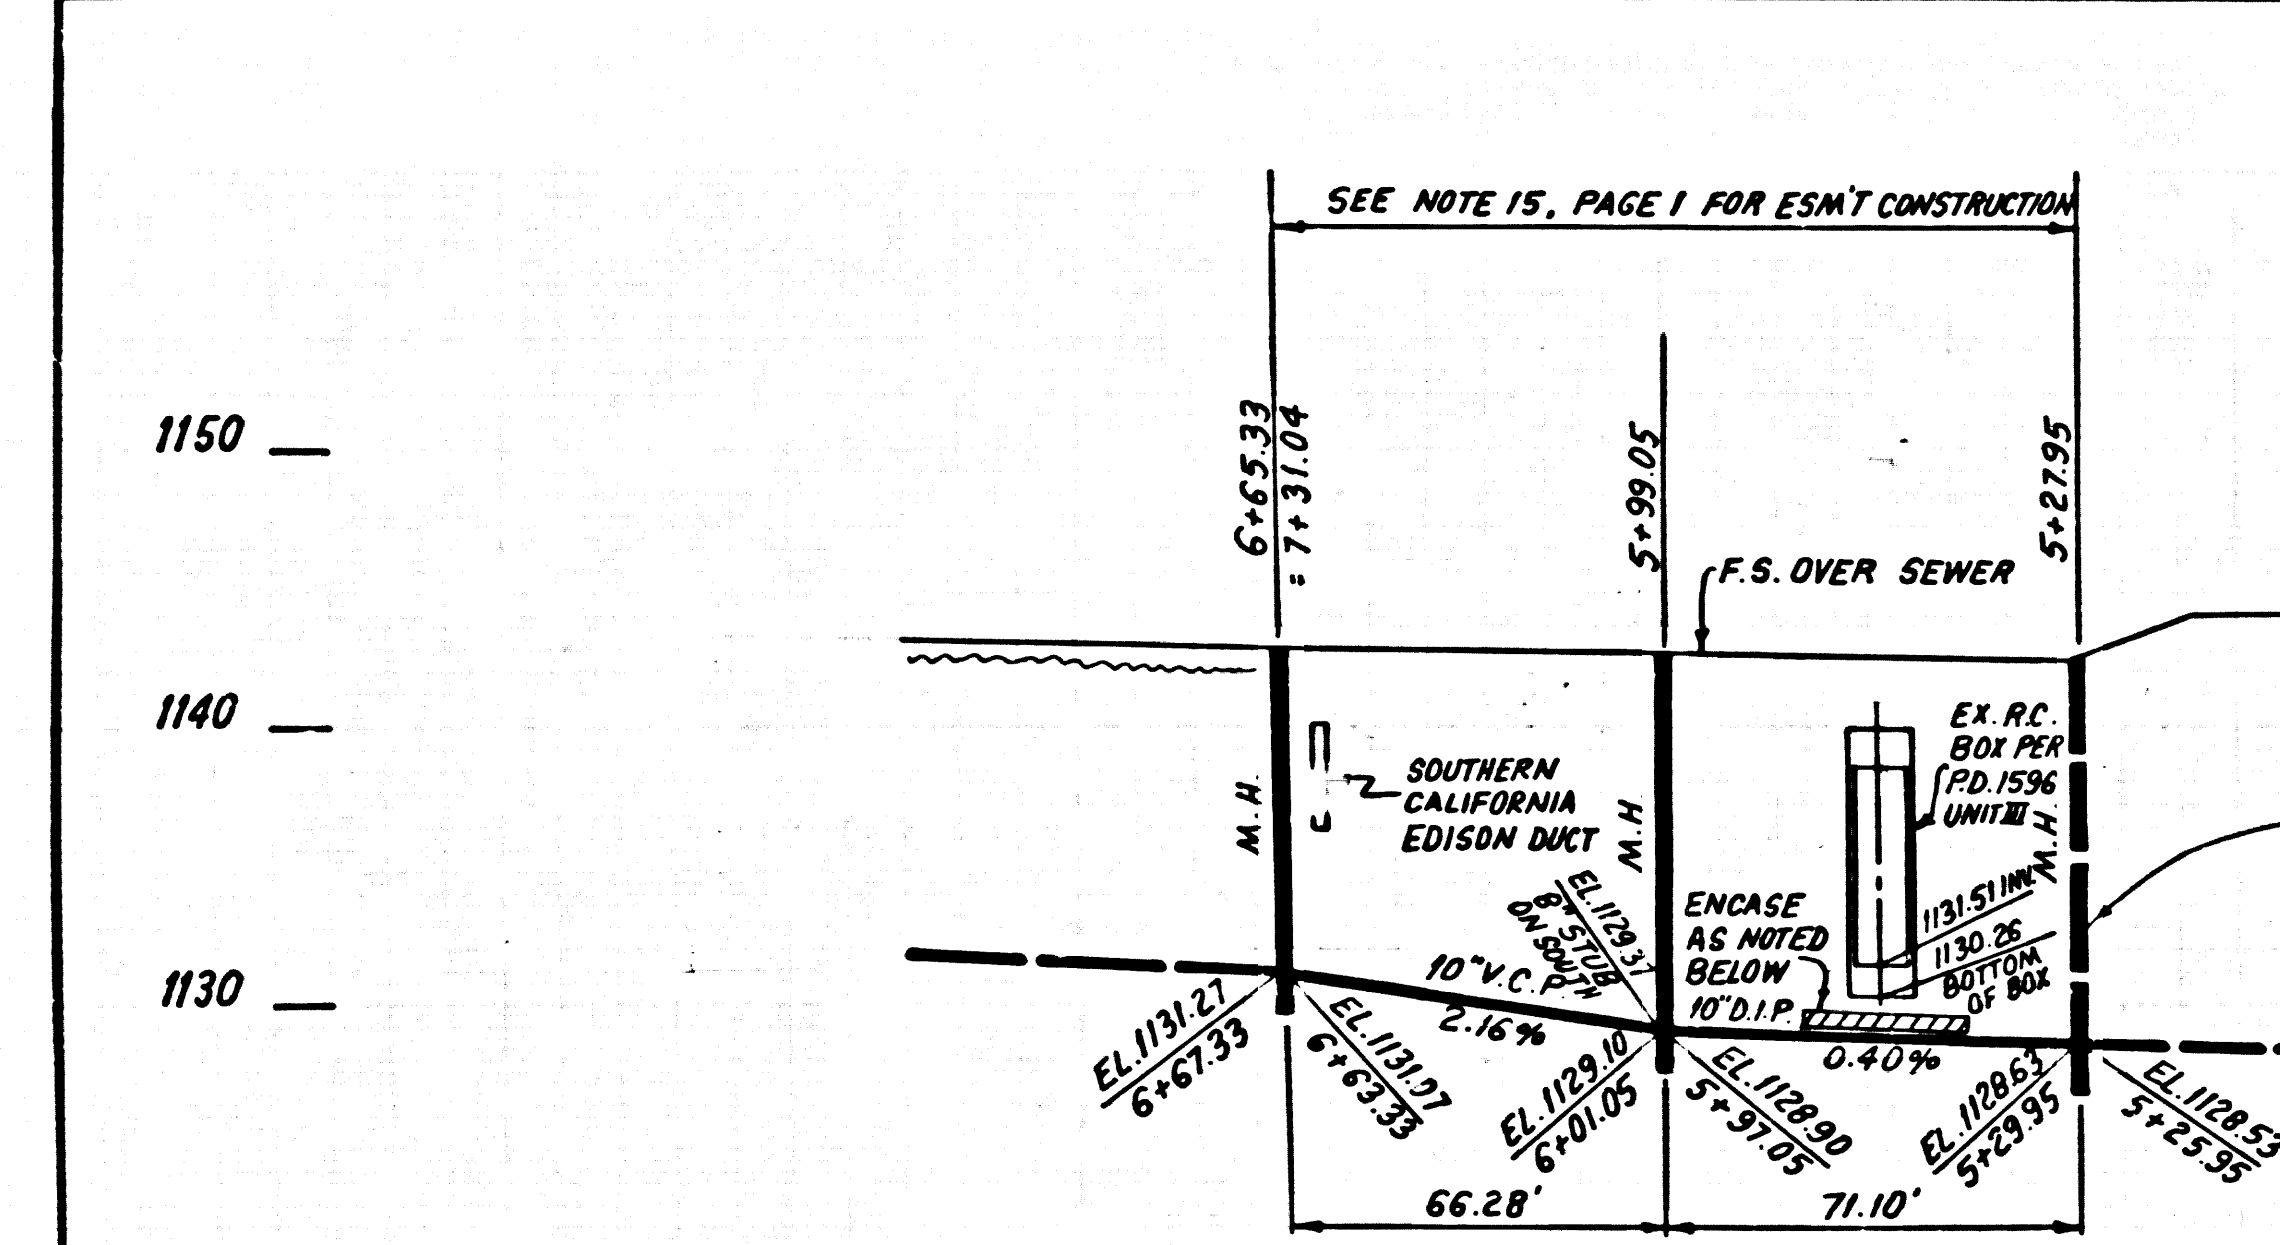 SEE NOTE 15, PAGE 1 FOR ESM'T CONSTRUCTION
1150
1140
1130
6+65.33
= 7+31.04
5+99.05
5+27.95
F.S. OVER SEWER
M.H.
SOUTHERN
CALIFORNIA
EDISON DUCT
M.H
EX. R.C.
BOX PER
P.D. 1596
UNIT III
M.H.
EL. 1129.37
8" STUB
ON SOUTH
ENCASE
AS NOTED
BELOW
1131.51 INV.
1130.26
BOTTOM
OF BOX
10" V.C.P.
2.16%
10" D.I.P.
0.40%
EL. 1131.27
6+67.33
EL. 1131.07
6+63.33
EL. 1129.10
6+01.05
EL. 1128.90
5+97.05
EL. 1128.63
5+29.95
EL. 1128.53
5+25.95
66.28'
71.10'